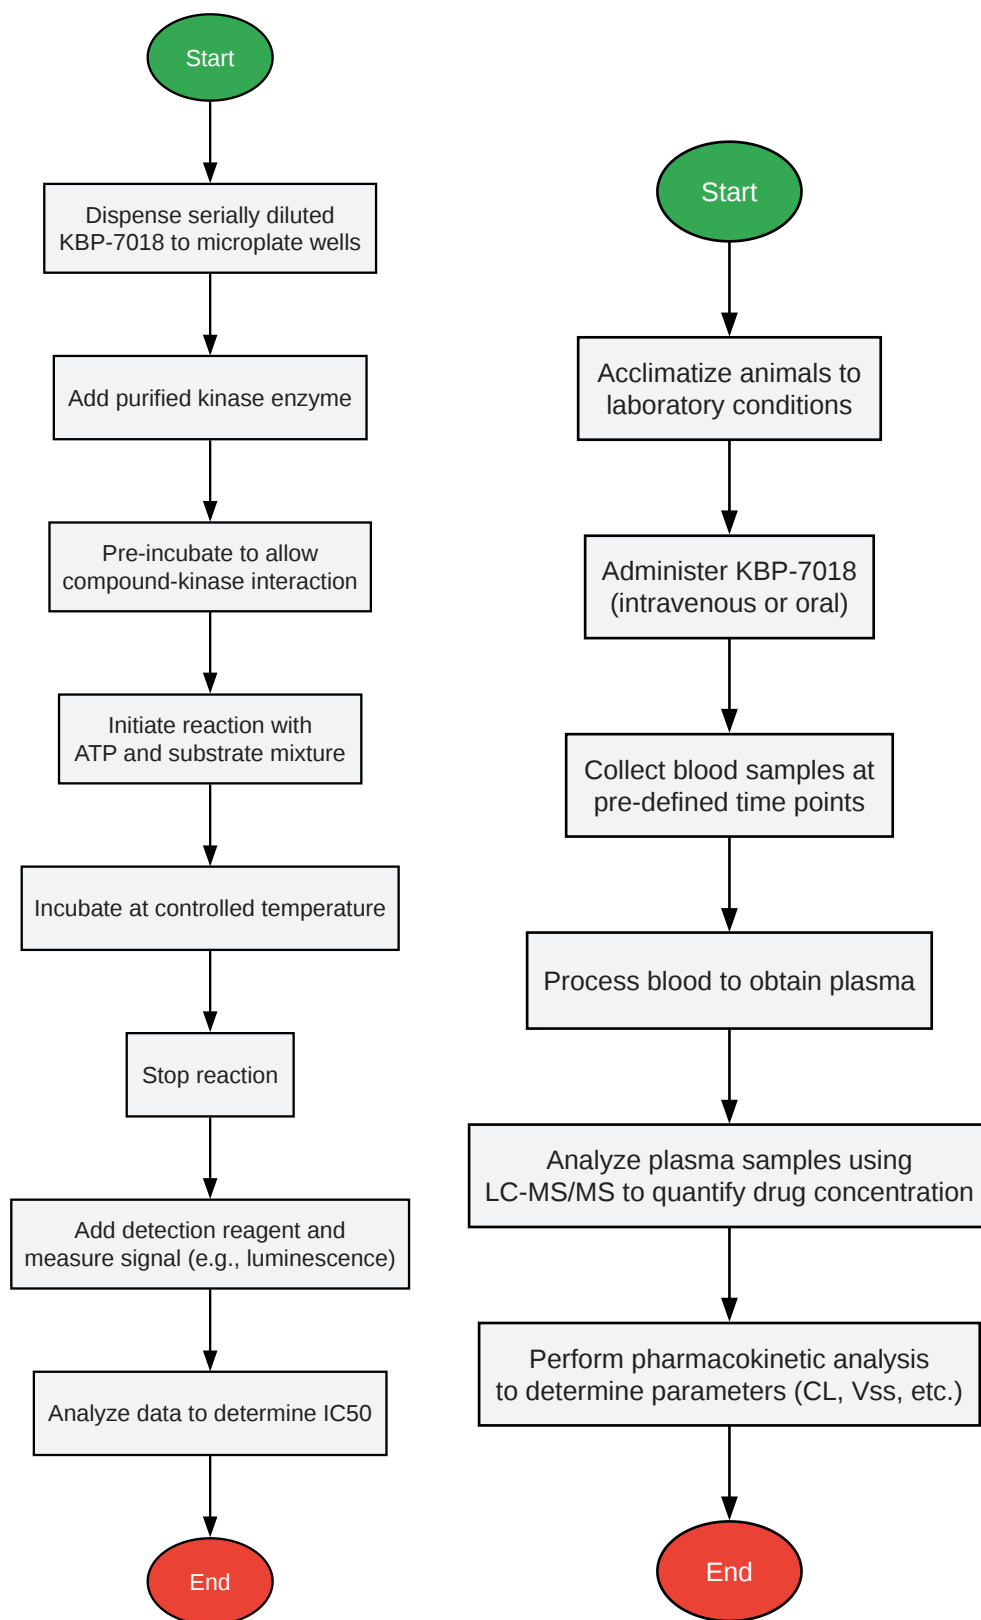 Start
Dispense serially diluted
KBP-7018 to microplate wells
Add purified kinase enzyme
Pre-incubate to allow
compound-kinase interaction
Initiate reaction with
ATP and substrate mixture
Incubate at controlled temperature
Stop reaction
Add detection reagent and
measure signal (e.g., luminescence)
Analyze data to determine IC50
End
Start
Acclimatize animals to
laboratory conditions
Administer KBP-7018
(intravenous or oral)
Collect blood samples at
pre-defined time points
Process blood to obtain plasma
Analyze plasma samples using
LC-MS/MS to quantify drug concentration
Perform pharmacokinetic analysis
to determine parameters (CL, Vss, etc.)
End